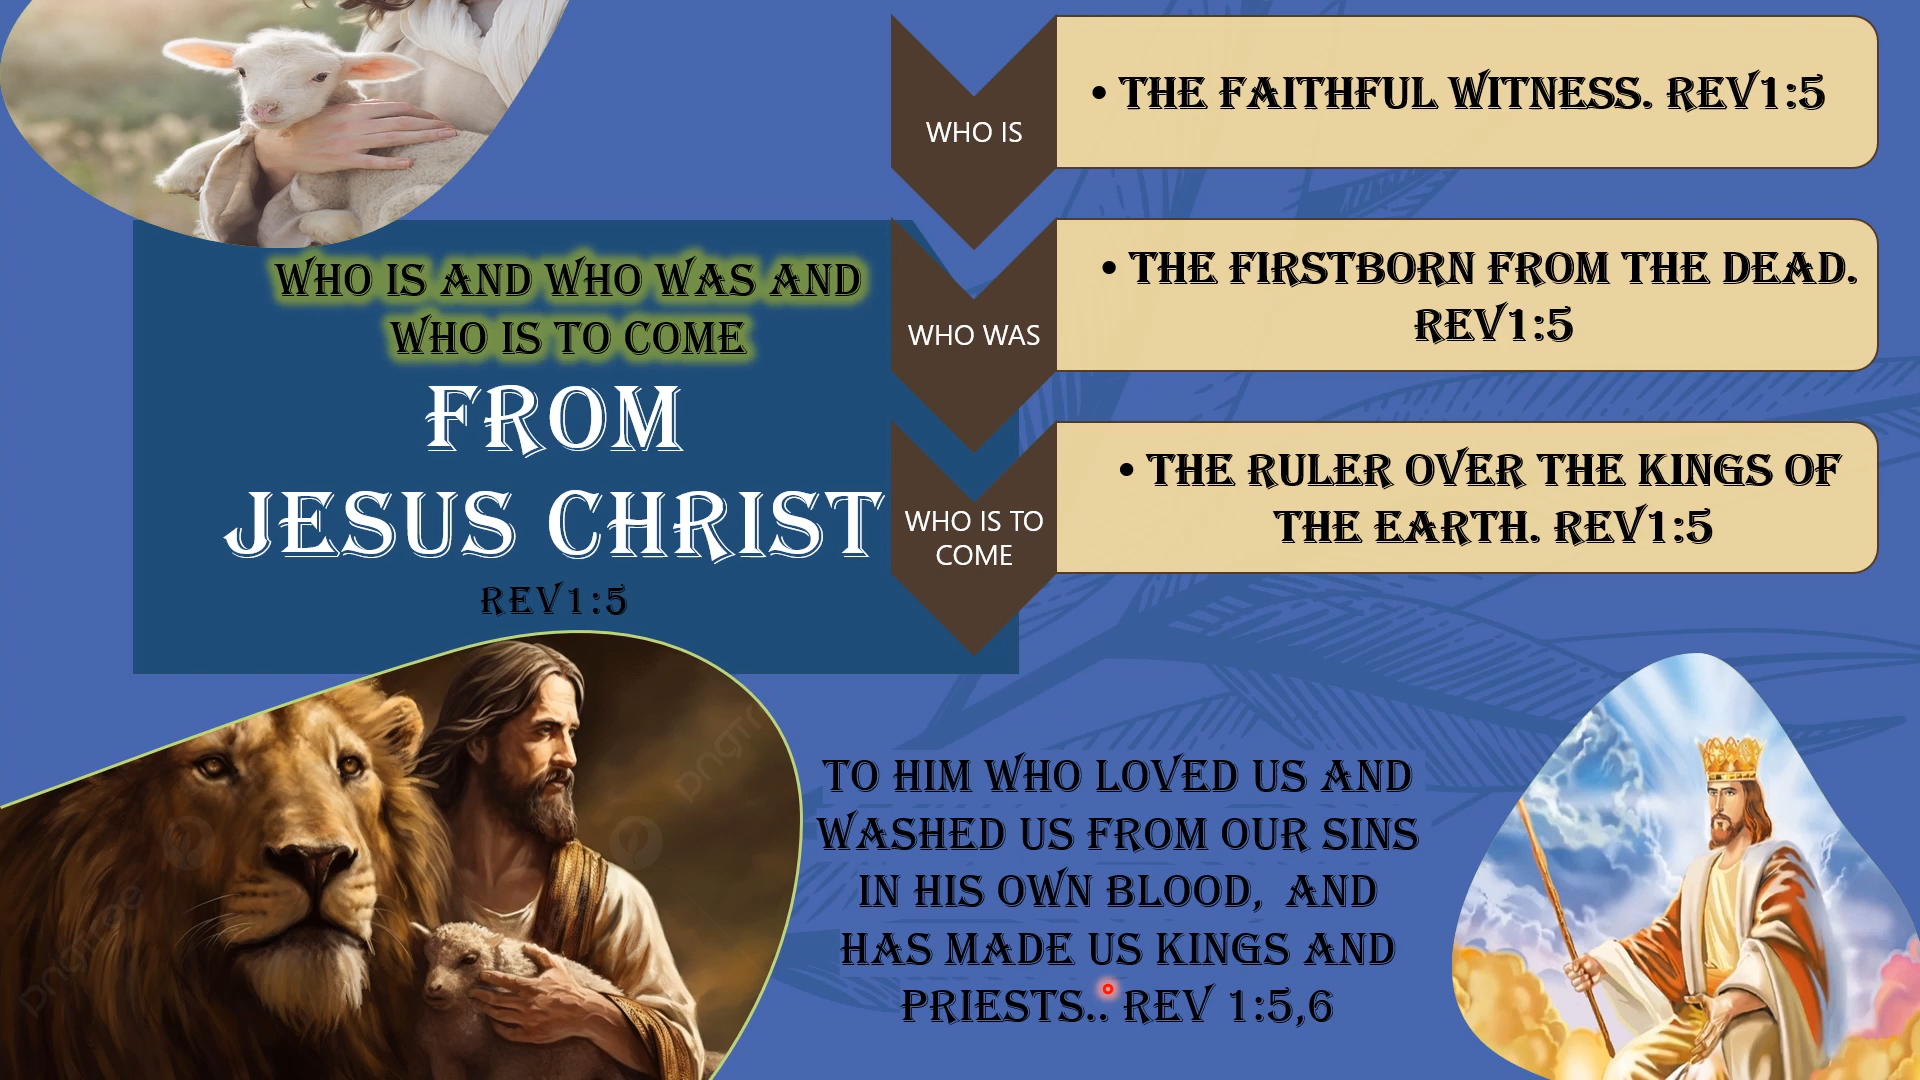 WHO IS AND WHO WAS AND
WHO IS TO COME
FROM
JESUS CHRIST
REV1:5
WHO IS
• THE FAITHFUL WITNESS. REV1:5
WHO WAS
• THE FIRSTBORN FROM THE DEAD.
REV1:5
WHO IS TO
COME
• THE RULER OVER THE KINGS OF
THE EARTH. REV1:5
TO HIM WHO LOVED US AND
WASHED US FROM OUR SINS
IN HIS OWN BLOOD, AND
HAS MADE US KINGS AND
PRIESTS.. REV 1:5,6
pngtree